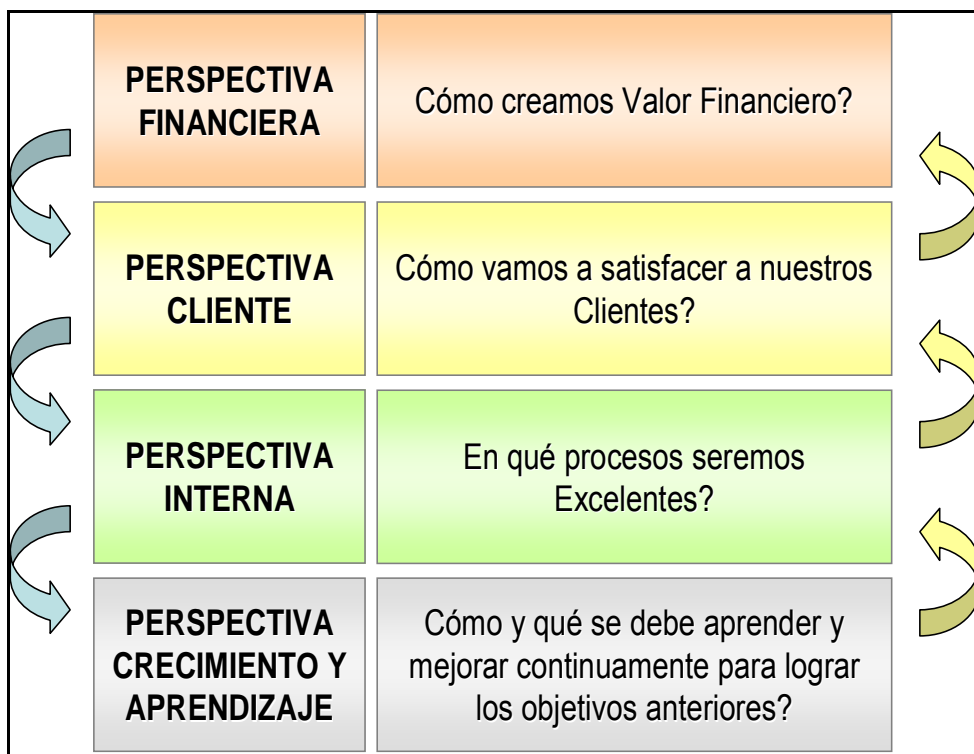 PERSPECTIVA
FINANCIERA
Cómo creamos Valor Financiero?
PERSPECTIVA
CLIENTE
Cómo vamos a satisfacer a nuestros
Clientes?
PERSPECTIVA
INTERNA
En qué procesos seremos
Excelentes?
PERSPECTIVA
CRECIMIENTO Y
APRENDIZAJE
Cómo y qué se debe aprender y
mejorar continuamente para lograr
los objetivos anteriores?